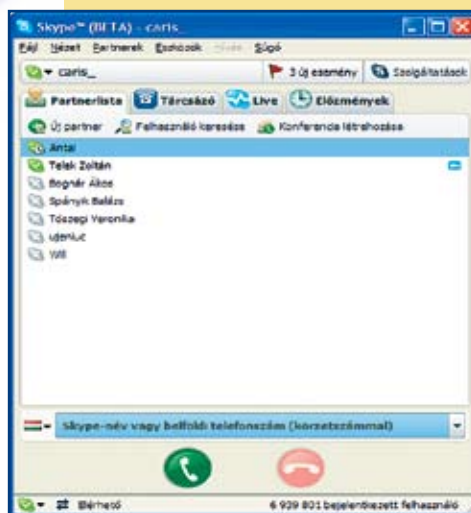 Skype™ (BETA) - caris_
Fájl Nézet Partnerek Eszközök Hívás Súgó
caris_ 3 új esemény Szolgáltatások
Partnerlista Tárcsázó Live Előzmények
Új partner Felhasználó keresése Konferencia létrehozása
Antal
Telek Zoltán
Bognár Ákos
Spányik Balázs
Tószegi Veronika
Will
Skype-név vagy belföldi telefonszám (körzetszámmal)
Elérhető 6 939 801 bejelentkezett felhasználó